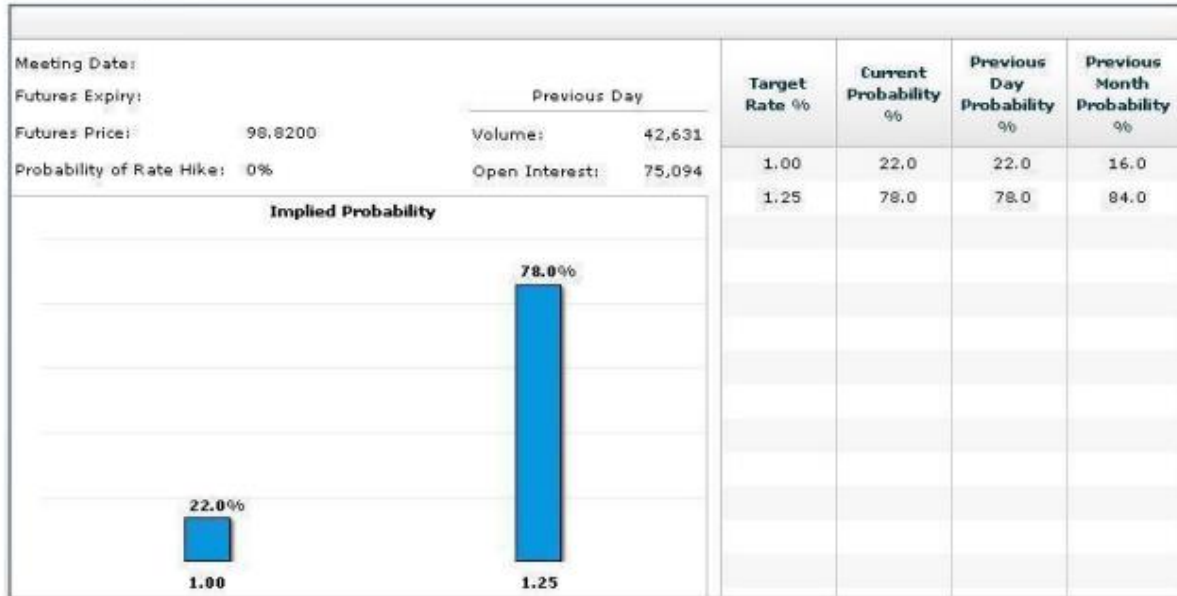 Meeting Date:
Futures Expiry:
Previous Day
Futures Price: 98.8200
Volume: 42,631
Probability of Rate Hike: 0%
Open Interest: 75,094
Implied Probability
78.0%
22.0%
1.00 1.25
Target Rate % Current Probability % Previous Day Probability % Previous Month Probability %
1.00 22.0 22.0 16.0
1.25 78.0 78.0 84.0